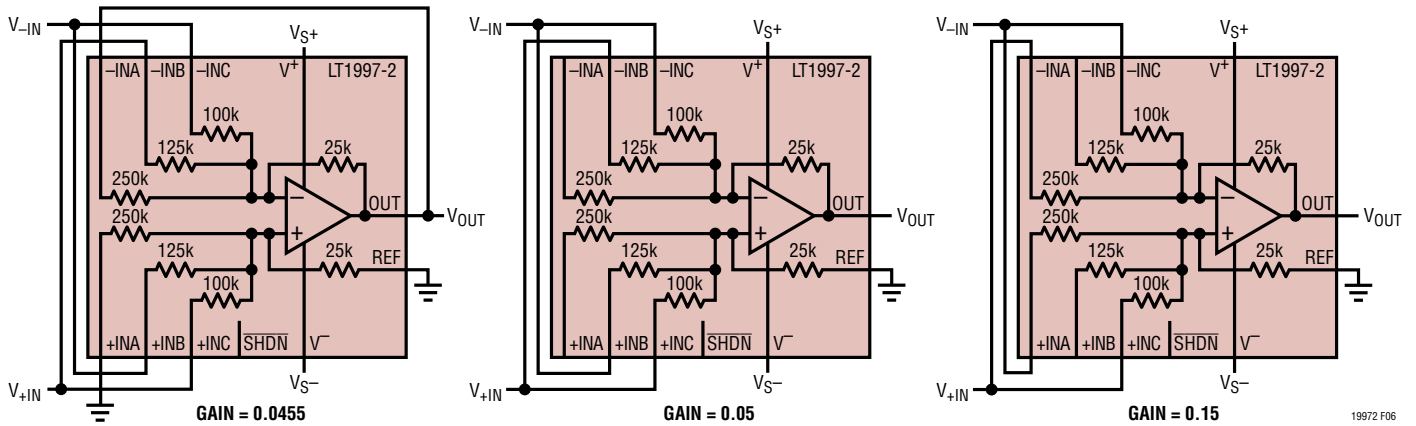 V–IN
VS+
–INA –INB –INC V+ LT1997-2
100k
125k 25k
250k
– OUT
250k VOUT
+
125k 25k REF
100k
+INA +INB +INC SHDN V–
VS–
V+IN
GAIN = 0.0455
V–IN
VS+
–INA –INB –INC V+ LT1997-2
100k
125k 25k
250k
– OUT
250k VOUT
+
125k 25k REF
100k
+INA +INB +INC SHDN V–
VS–
V+IN
GAIN = 0.05
V–IN
VS+
–INA –INB –INC V+ LT1997-2
100k
125k 25k
250k
– OUT
250k VOUT
+
125k 25k REF
100k
+INA +INB +INC SHDN V–
VS–
V+IN
GAIN = 0.15
19972 F06